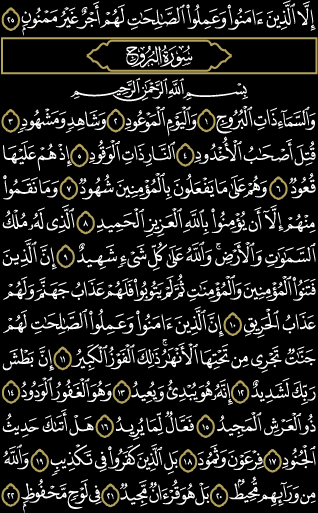 إِلَّا ٱلَّذِينَ ءَامَنُوا۟ وَعَمِلُوا۟ ٱلصَّٰلِحَٰتِ لَهُمْ أَجْرٌ غَيْرُ مَمْنُونٍۭ ٢٥
سُورَةُ البُرُوجِ
بِسْمِ ٱللَّهِ ٱلرَّحْمَٰنِ ٱلرَّحِيمِ
وَٱلسَّمَآءِ ذَاتِ ٱلْبُرُوجِ ١ وَٱلْيَوْمِ ٱلْمَوْعُودِ ٢ وَشَاهِدٍ وَمَشْهُودٍ ٣
قُتِلَ أَصْحَٰبُ ٱلْأُخْدُودِ ٤ ٱلنَّارِ ذَاتِ ٱلْوَقُودِ ٥ إِذْ هُمْ عَلَيْهَا
قُعُودٌ ٦ وَهُمْ عَلَىٰ مَا يَفْعَلُونَ بِٱلْمُؤْمِنِينَ شُهُودٌ ٧ وَمَا نَقَمُوا۟
مِنْهُمْ إِلَّآ أَن يُؤْمِنُوا۟ بِٱللَّهِ ٱلْعَزِيزِ ٱلْحَمِيدِ ٨ ٱلَّذِى لَهُۥ مُلْكُ
ٱلسَّمَٰوَٰتِ وَٱلْأَرْضِ ۚ وَٱللَّهُ عَلَىٰ كُلِّ شَىْءٍ شَهِيدٌ ٩ إِنَّ ٱلَّذِينَ
فَتَنُوا۟ ٱلْمُؤْمِنِينَ وَٱلْمُؤْمِنَٰتِ ثُمَّ لَمْ يَتُوبُوا۟ فَلَهُمْ عَذَابُ جَهَنَّمَ وَلَهُمْ
عَذَابُ ٱلْحَرِيقِ ١٠ إِنَّ ٱلَّذِينَ ءَامَنُوا۟ وَعَمِلُوا۟ ٱلصَّٰلِحَٰتِ لَهُمْ
جَنَّٰتٌ تَجْرِى مِن تَحْتِهَا ٱلْأَنْهَٰرُ ۚ ذَٰلِكَ ٱلْفَوْزُ ٱلْكَبِيرُ ١١ إِنَّ بَطْشَ
رَبِّكَ لَشَدِيدٌ ١٢ إِنَّهُۥ هُوَ يُبْدِئُ وَيُعِيدُ ١٣ وَهُوَ ٱلْغَفُورُ ٱلْوَدُودُ ١٤
ذُو ٱلْعَرْشِ ٱلْمَجِيدُ ١٥ فَعَّالٌ لِّمَا يُرِيدُ ١٦ هَلْ أَتَىٰكَ حَدِيثُ
ٱلْجُنُودِ ١٧ فِرْعَوْنَ وَثَمُودَ ١٨ بَلِ ٱلَّذِينَ كَفَرُوا۟ فِى تَكْذِيبٍ ١٩ وَٱللَّهُ
مِن وَرَآئِهِم مُّحِيطٌۢ ٢٠ بَلْ هُوَ قُرْءَانٌ مَّجِيدٌ ٢١ فِى لَوْحٍ مَّحْفُوظٍۭ ٢٢